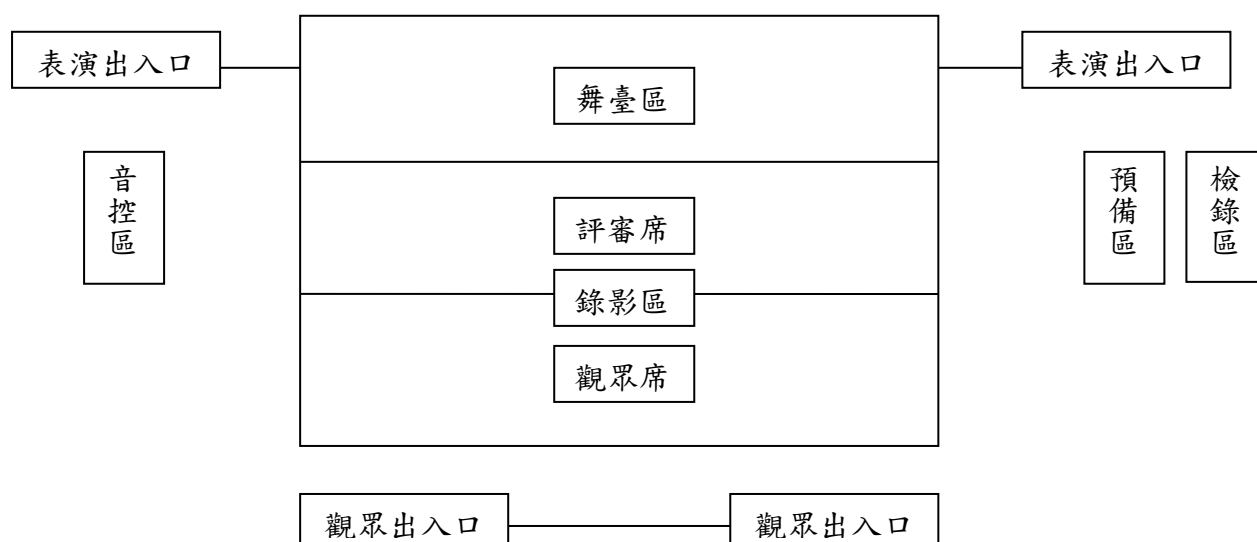 表演出入口
表演出入口
舞臺區
音控區
評審席
預備區
檢錄區
錄影區
觀眾席
觀眾出入口
觀眾出入口